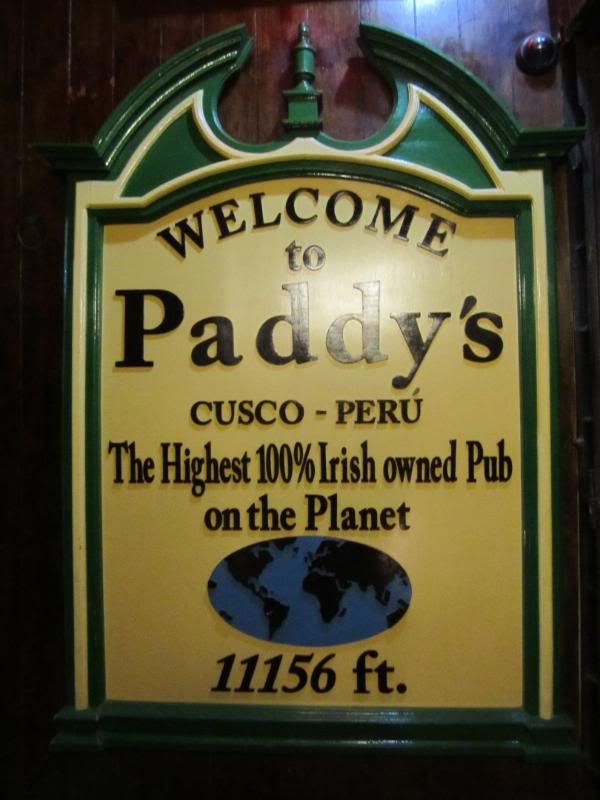 WELCOME
to
Paddy's
CUSCO - PERÚ
The Highest 100% Irish owned Pub
on the Planet
11156 ft.